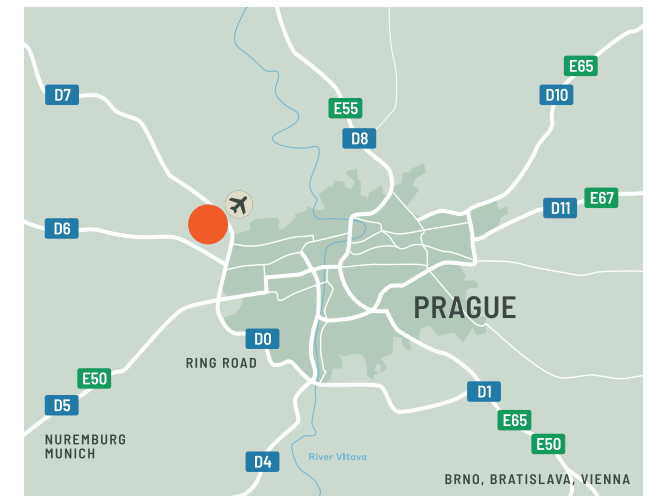 E65
D7
D10
E55
D8
E67
D11
D6
PRAGUE
D0
RING ROAD
E50
D1
D5
E65
NUREMBURG
MUNICH
E50
River Vltava
D4
BRNO, BRATISLAVA, VIENNA